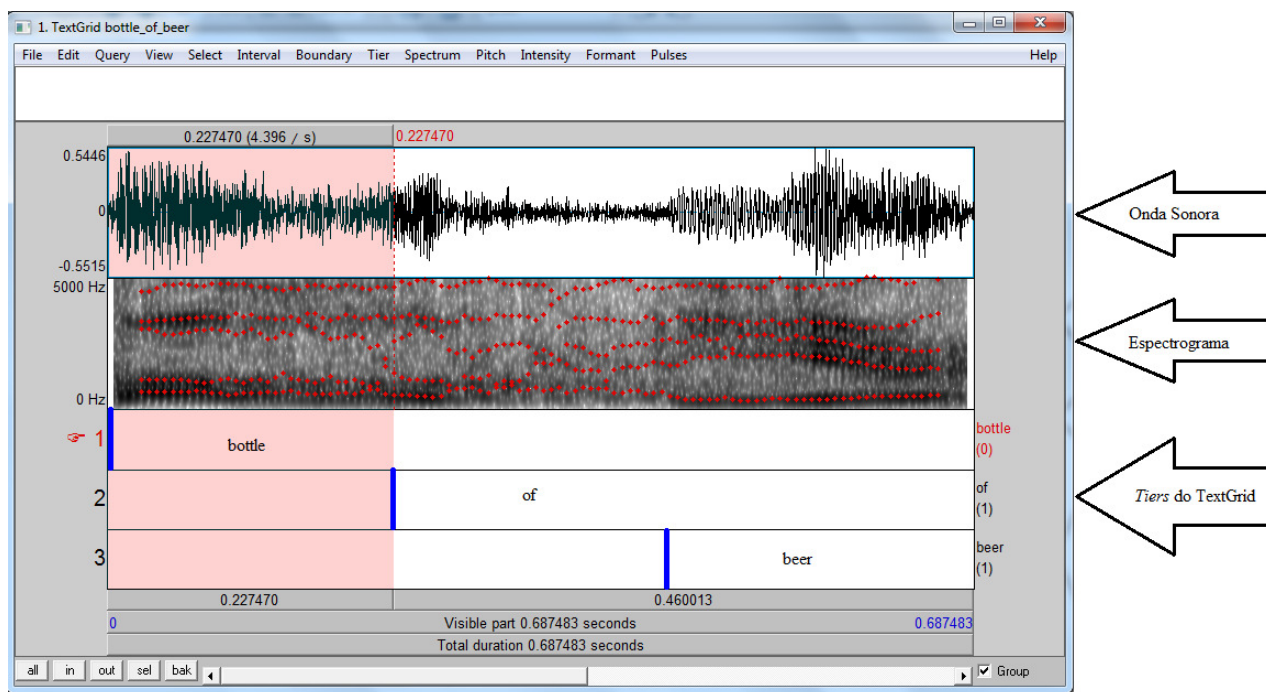 1. TextGrid bottle_of_beer
File Edit Query View Select Interval Boundary Tier Spectrum Pitch Intensity Formant Pulses Help
0.227470 (4.396 / s) 0.227470
0.5446
0
-0.5515
Onda Sonora
5000 Hz
0 Hz
Espectrograma
1 bottle bottle
(0)
2 of of
(1)
Tiers do TextGrid
3 beer beer
(1)
0.227470 0.460013
0 Visible part 0.687483 seconds 0.687483
Total duration 0.687483 seconds
all in out sel bak Group